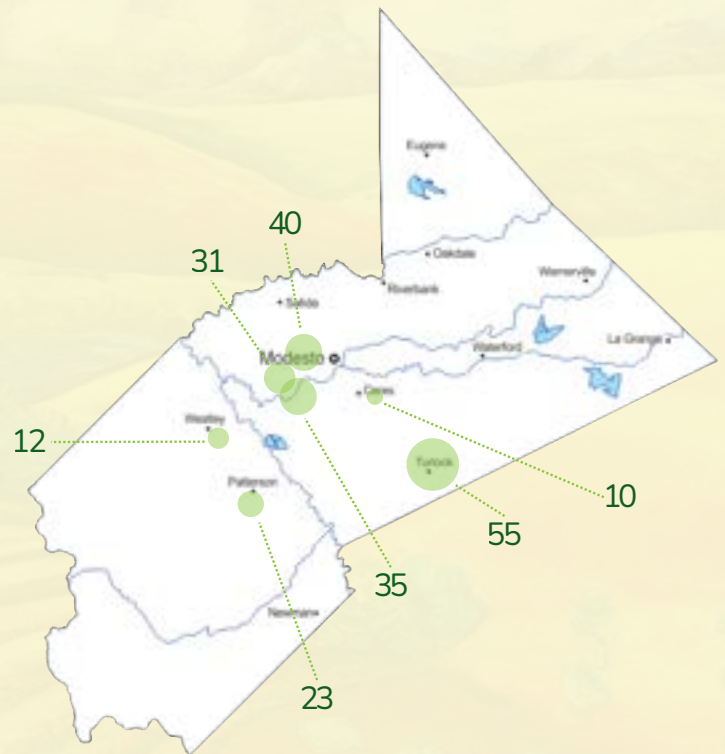 Eugene
40
Oakdale
31
Warnerville
Riverbank
Salida
La Grange
Waterford
Modesto
Ceres
Westley
12
Turlock
Patterson
10
55
35
Newman
23